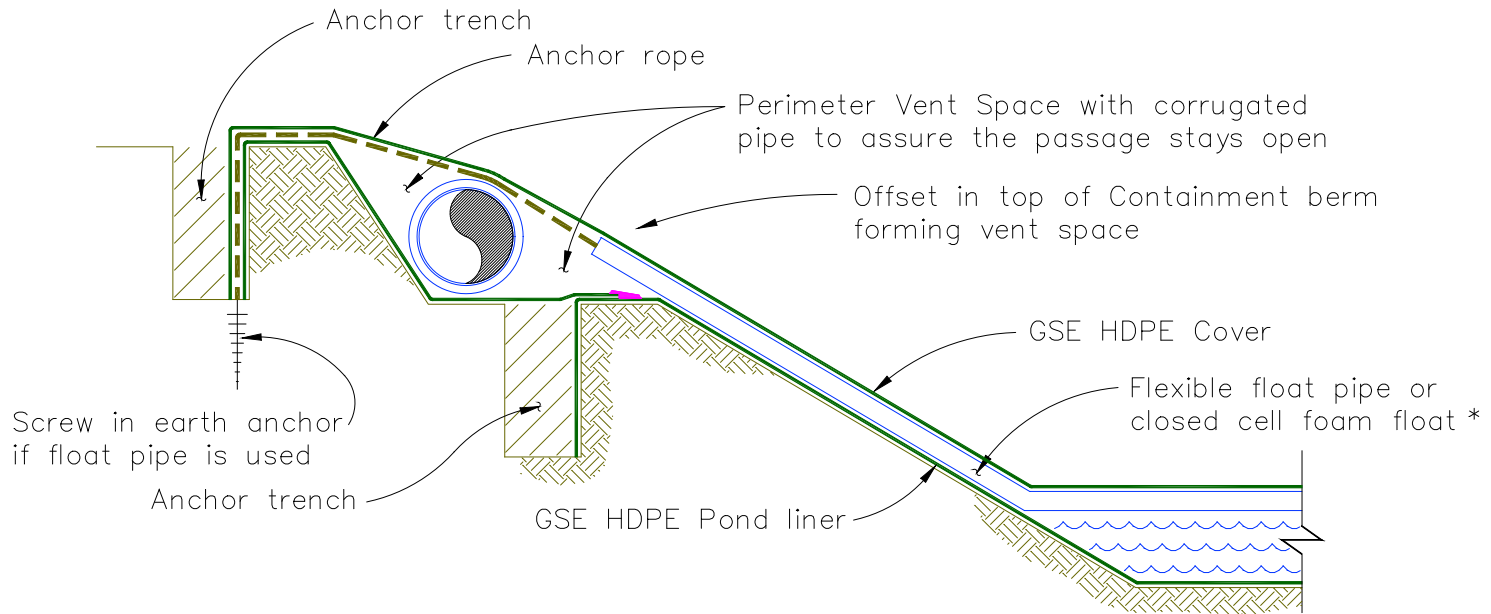 Anchor trench
Anchor rope
Perimeter Vent Space with corrugated
pipe to assure the passage stays open
Offset in top of Containment berm
forming vent space
GSE HDPE Cover
Flexible float pipe or
closed cell foam float *
Screw in earth anchor
if float pipe is used
Anchor trench
GSE HDPE Pond liner